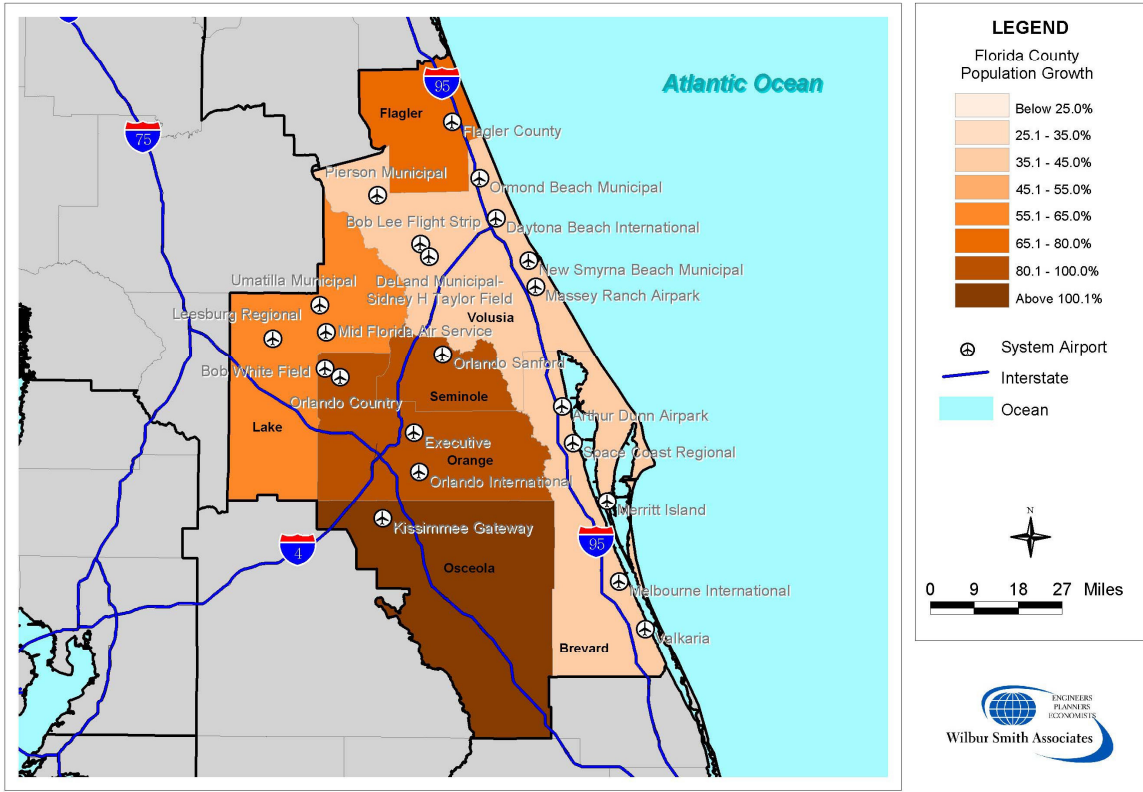 Atlantic Ocean
95
Flagler
Flagler County
75
Pierson Municipal
Ormond Beach Municipal
Bob Lee Flight Strip
Daytona Beach International
New Smyrna Beach Municipal
DeLand Municipal-
Sidney H Taylor Field
Massey Ranch Airpark
Umatilla Municipal
Volusia
Leesburg Regional
Mid Florida Air Service
Bob White Field
Orlando Sanford
Orlando Country
Seminole
Arthur Dunn Airpark
Lake
Executive
Space Coast Regional
Orange
Orlando International
Merritt Island
Kissimmee Gateway
95
4
Osceola
Melbourne International
Valkaria
Brevard
LEGEND
Florida County
Population Growth
Below 25.0%
25.1 - 35.0%
35.1 - 45.0%
45.1 - 55.0%
55.1 - 65.0%
65.1 - 80.0%
80.1 - 100.0%
Above 100.1%
System Airport
Interstate
Ocean
N
0 9 18 27 Miles
ENGINEERS
PLANNERS
ECONOMISTS
Wilbur Smith Associates